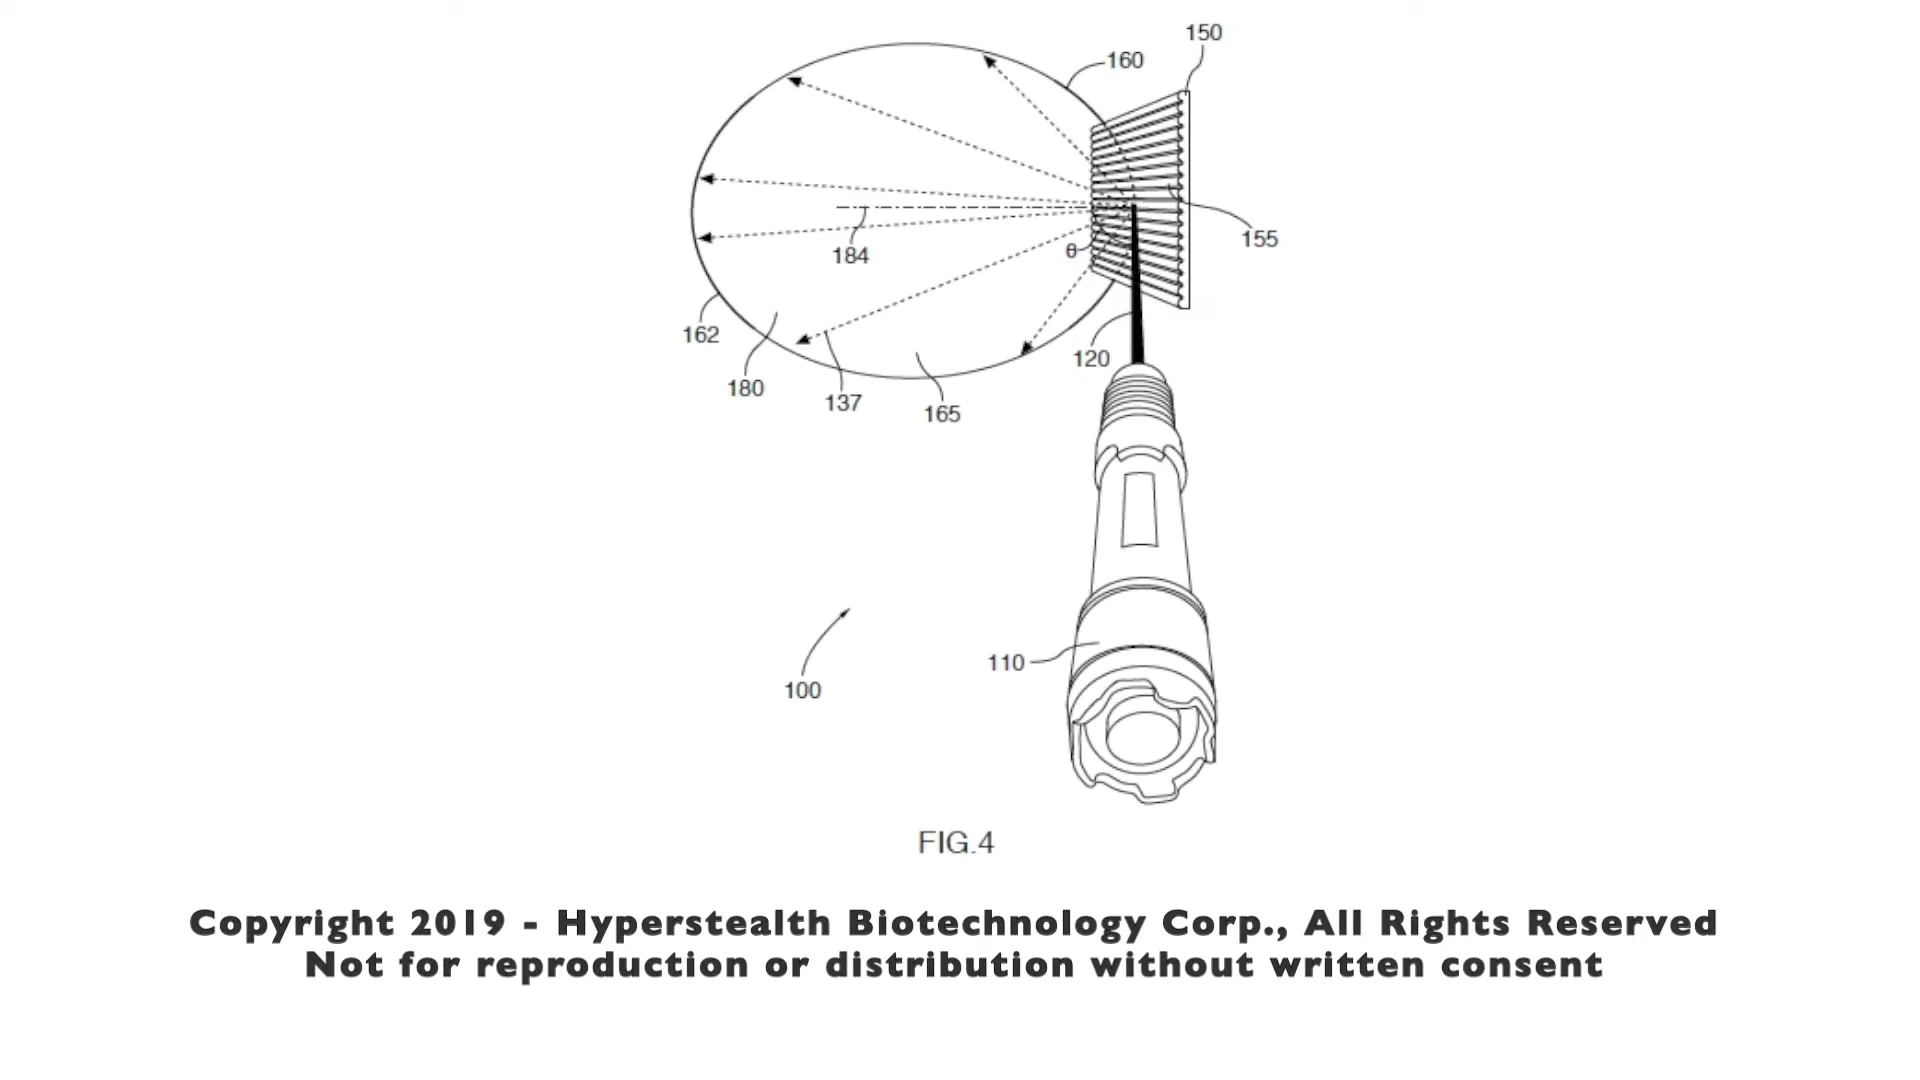 150
160
155
184
θ
162
120
180
137
165
110
100
FIG.4
Copyright 2019 - Hyperstealth Biotechnology Corp., All Rights Reserved
Not for reproduction or distribution without written consent